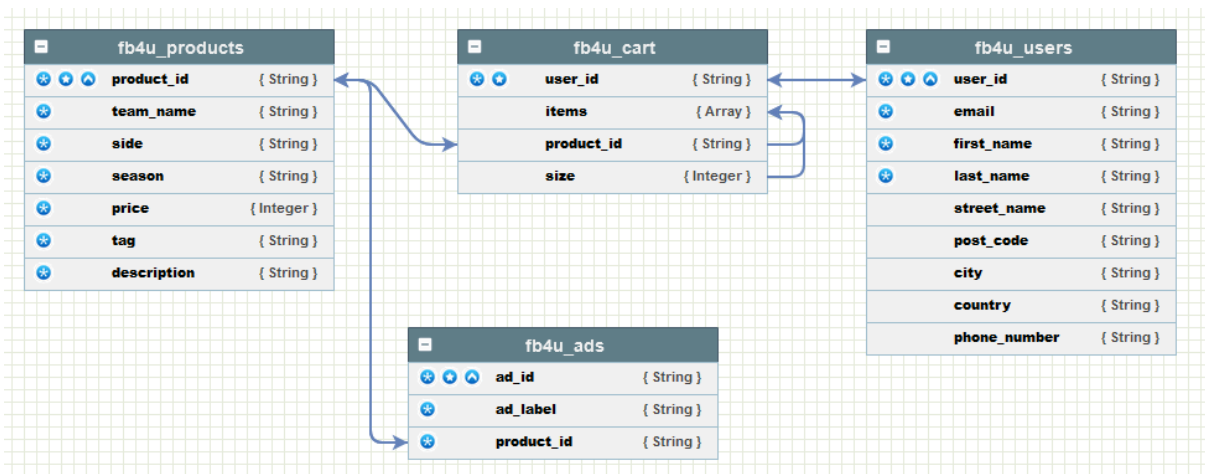 fb4u_products
product_id { String }
team_name { String }
side { String }
season { String }
price { Integer }
tag { String }
description { String }
fb4u_cart
user_id { String }
items { Array }
product_id { String }
size { Integer }
fb4u_users
user_id { String }
email { String }
first_name { String }
last_name { String }
street_name { String }
post_code { String }
city { String }
country { String }
phone_number { String }
fb4u_ads
ad_id { String }
ad_label { String }
product_id { String }